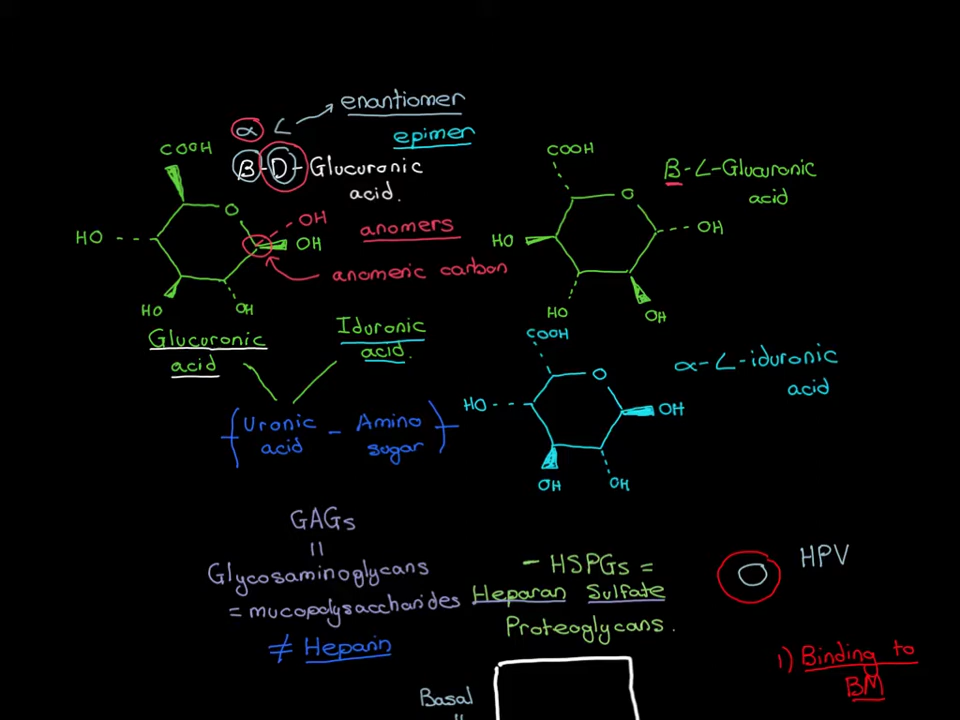 enantiomer
α L
epimer
COOH
β-D-Glucuronic
acid.
COOH
β-L-Glucuronic
acid
O
OH
HO
OH
anomers
anomeric carbon
HO
OH
O
HO
OH
HO
OH
Glucuronic
acid
Iduronic
acid.
COOH
O
HO
OH
OH
OH
α-L-iduronic
acid
Uronic - Amino
acid sugar
GAGs
=
Glycosaminoglycans
= mucopolysaccharides
≠ Heparin
- HSPGs =
Heparan Sulfate
Proteoglycans.
HPV
1) Binding to
BM
Basal